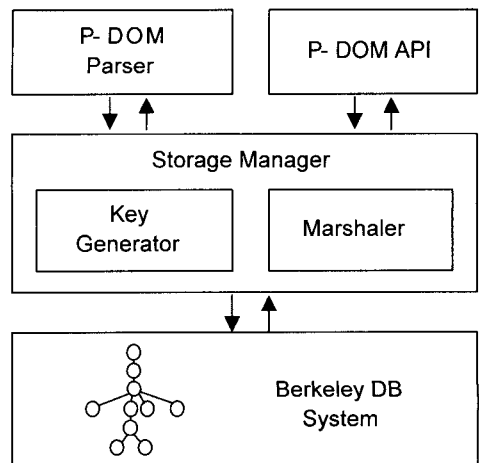 P- DOM
Parser
P- DOM API
Storage Manager
Key
Generator
Marshaler
Berkeley DB
System